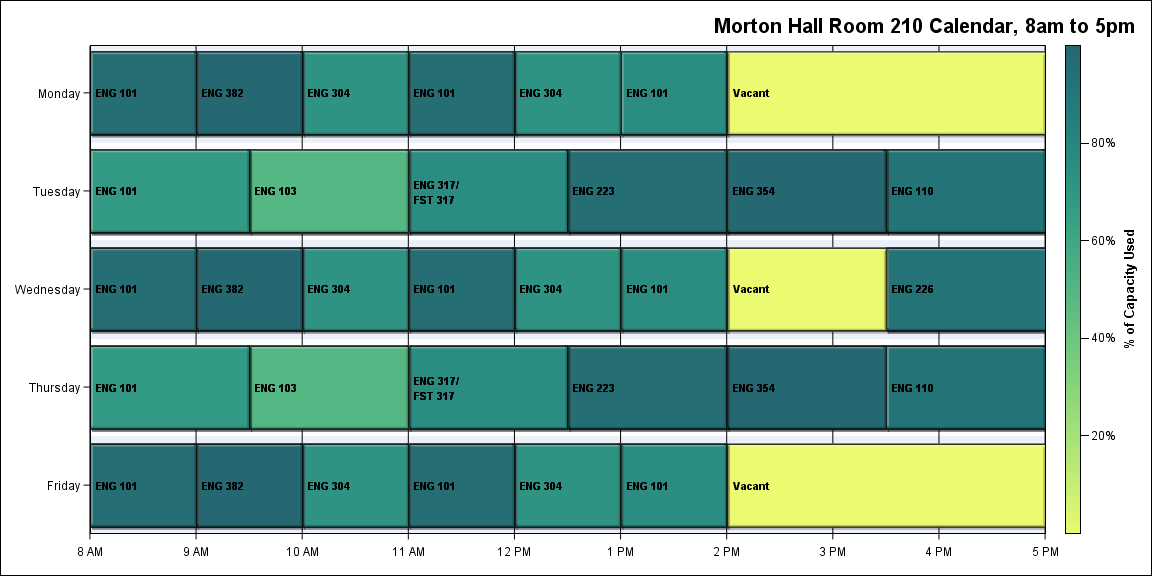 Morton Hall Room 210 Calendar, 8am to 5pm
Monday
ENG 101
ENG 382
ENG 304
ENG 101
ENG 304
ENG 101
Vacant
Tuesday
ENG 101
ENG 103
ENG 317/
FST 317
ENG 223
ENG 354
ENG 110
Wednesday
ENG 101
ENG 382
ENG 304
ENG 101
ENG 304
ENG 101
Vacant
ENG 226
Thursday
ENG 101
ENG 103
ENG 317/
FST 317
ENG 223
ENG 354
ENG 110
Friday
ENG 101
ENG 382
ENG 304
ENG 101
ENG 304
ENG 101
Vacant
8 AM
9 AM
10 AM
11 AM
12 PM
1 PM
2 PM
3 PM
4 PM
5 PM
80%
60%
40%
20%
% of Capacity Used